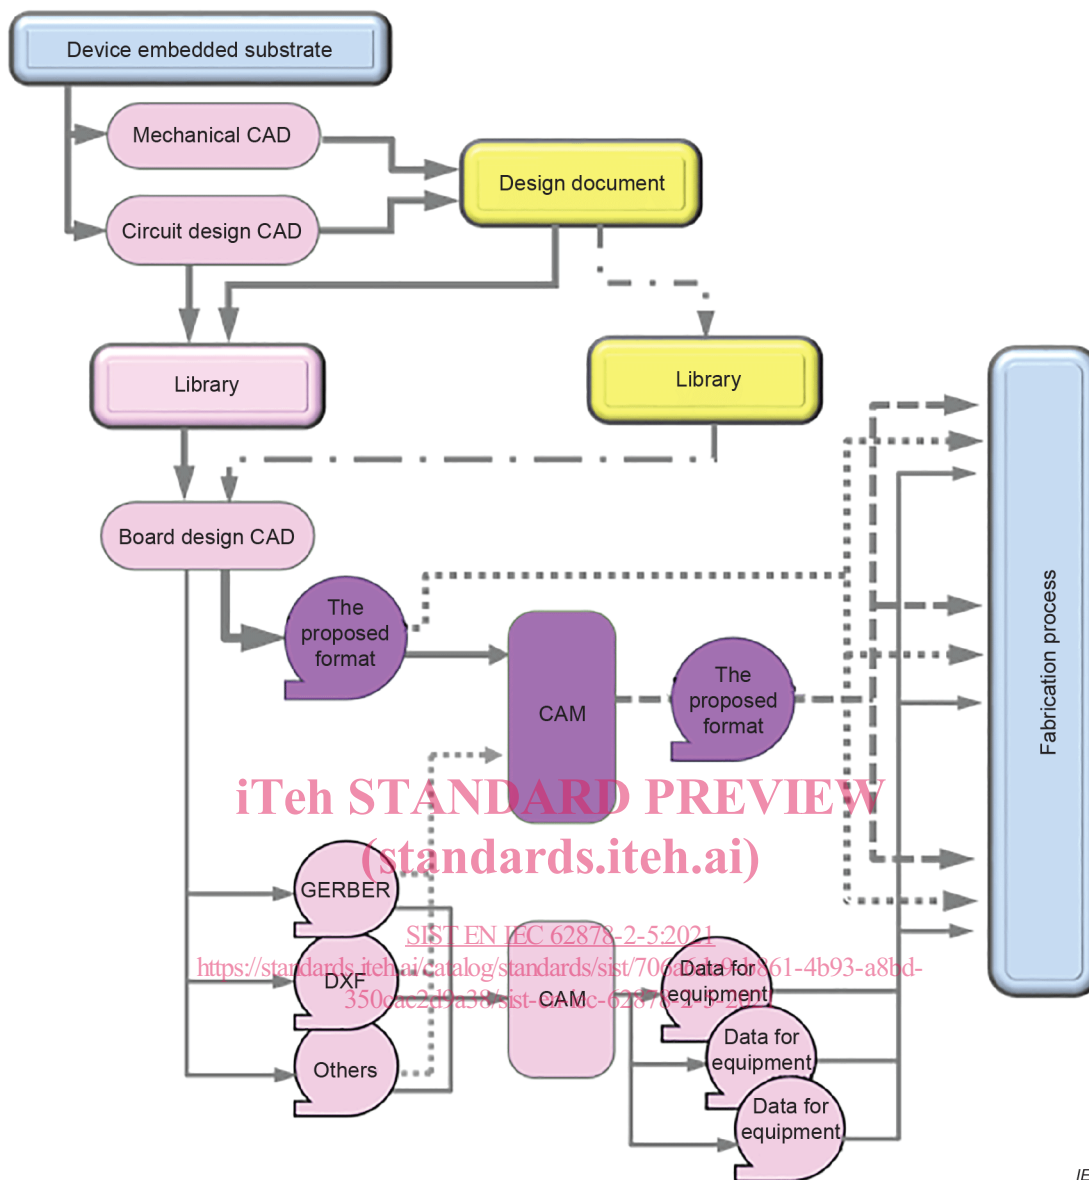 Device embedded substrate
Mechanical CAD
Design document
Circuit design CAD
Library
Library
Board design CAD
The
proposed
format
CAM
The
proposed
format
Fabrication process
iTeh STANDARD PREVIEW
(standards.iteh.ai)
GERBER
SIST EN IEC 62878-2-5:2021
DXF
CAM
Data for
equipment
Others
Data for
equipment
Data for
equipment
IE